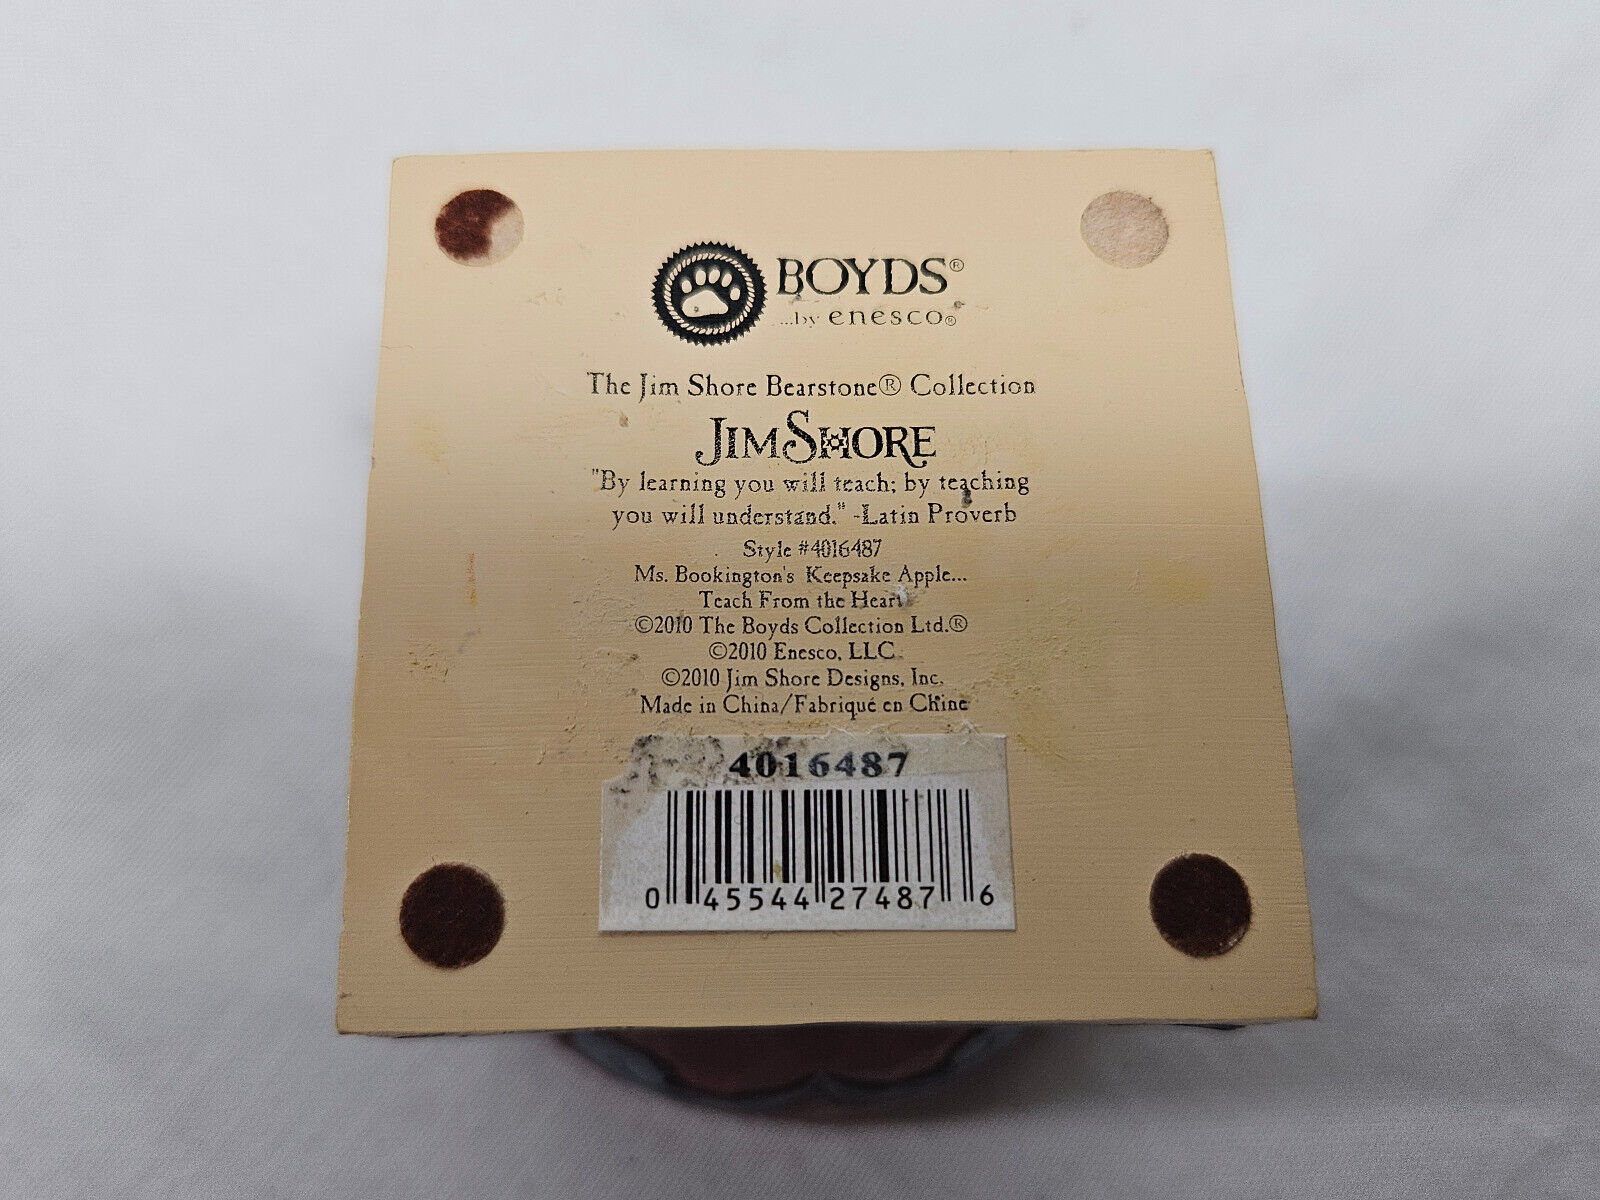 BOYDS®
...by enesco®
The Jim Shore Bearstone® Collection
JIM SHORE
"By learning you will teach; by teaching
you will understand." -Latin Proverb
Style #4016487
Ms. Bookington's Keepsake Apple...
Teach From the Heart
©2010 The Boyds Collection Ltd.®
©2010 Enesco, LLC
©2010 Jim Shore Designs, Inc.
Made in China/Fabriqué en Chine
4016487
0 45544 27487 6